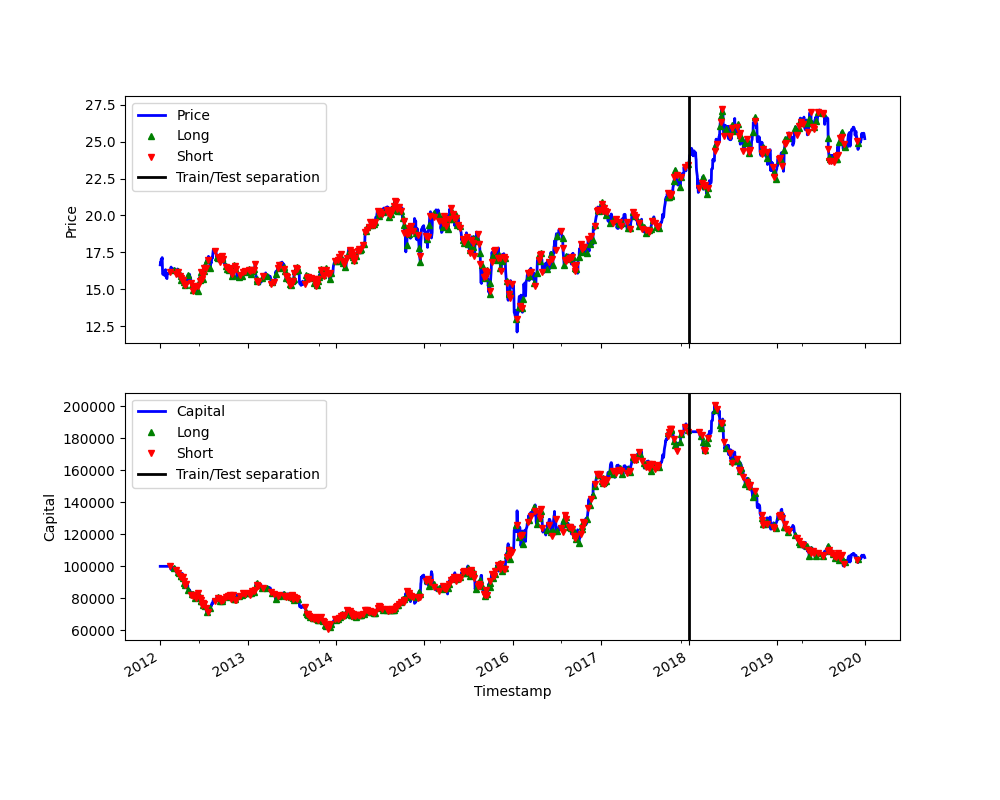 27.5
25.0
22.5
20.0
17.5
15.0
12.5
Price
Price
Long
Short
Train/Test separation
200000
180000
160000
140000
120000
100000
80000
60000
Capital
Capital
Long
Short
Train/Test separation
2012 2013 2014 2015 2016 2017 2018 2019 2020
Timestamp